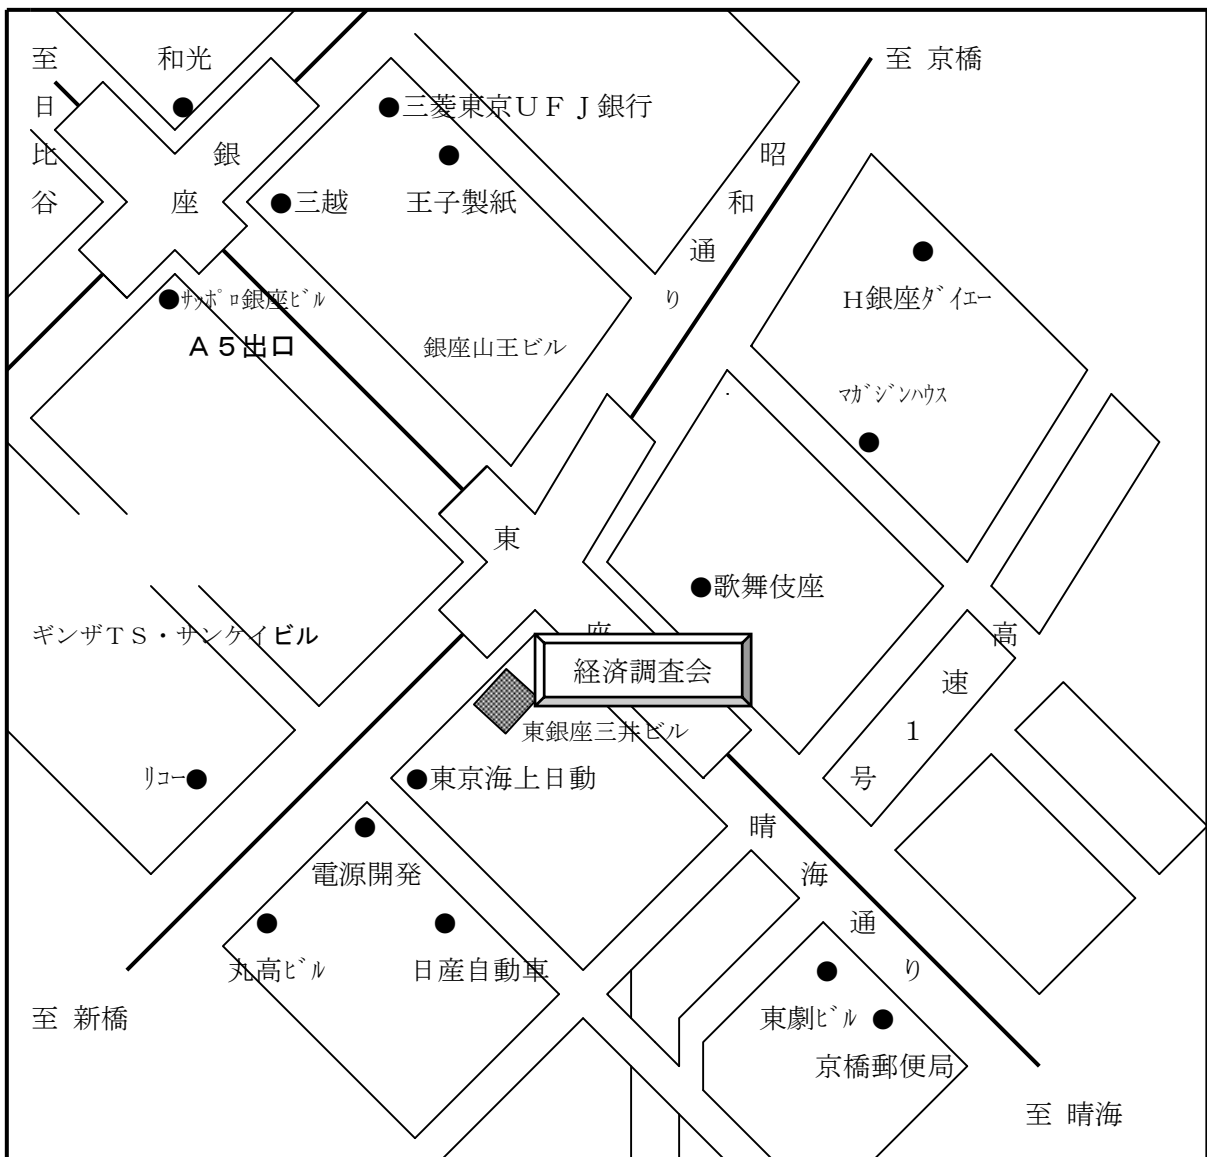 至 日比谷
和光
至 京橋
三菱東京ＵＦＪ銀行
銀座
昭和通り
三越
王子製紙
ｻｯﾎﾟﾛ銀座ﾋﾞﾙ
Ｈ銀座ﾀﾞｲｴｰ
Ａ５出口
銀座山王ビル
ﾏｶﾞｼﾞﾝﾊｳｽ
東座
歌舞伎座
ギンザＴＳ・サンケイビル
経済調査会
高速１号
東銀座三井ビル
ﾘｺｰ
東京海上日動
晴海通り
電源開発
丸高ﾋﾞﾙ
日産自動車
至 新橋
東劇ﾋﾞﾙ
京橋郵便局
至 晴海